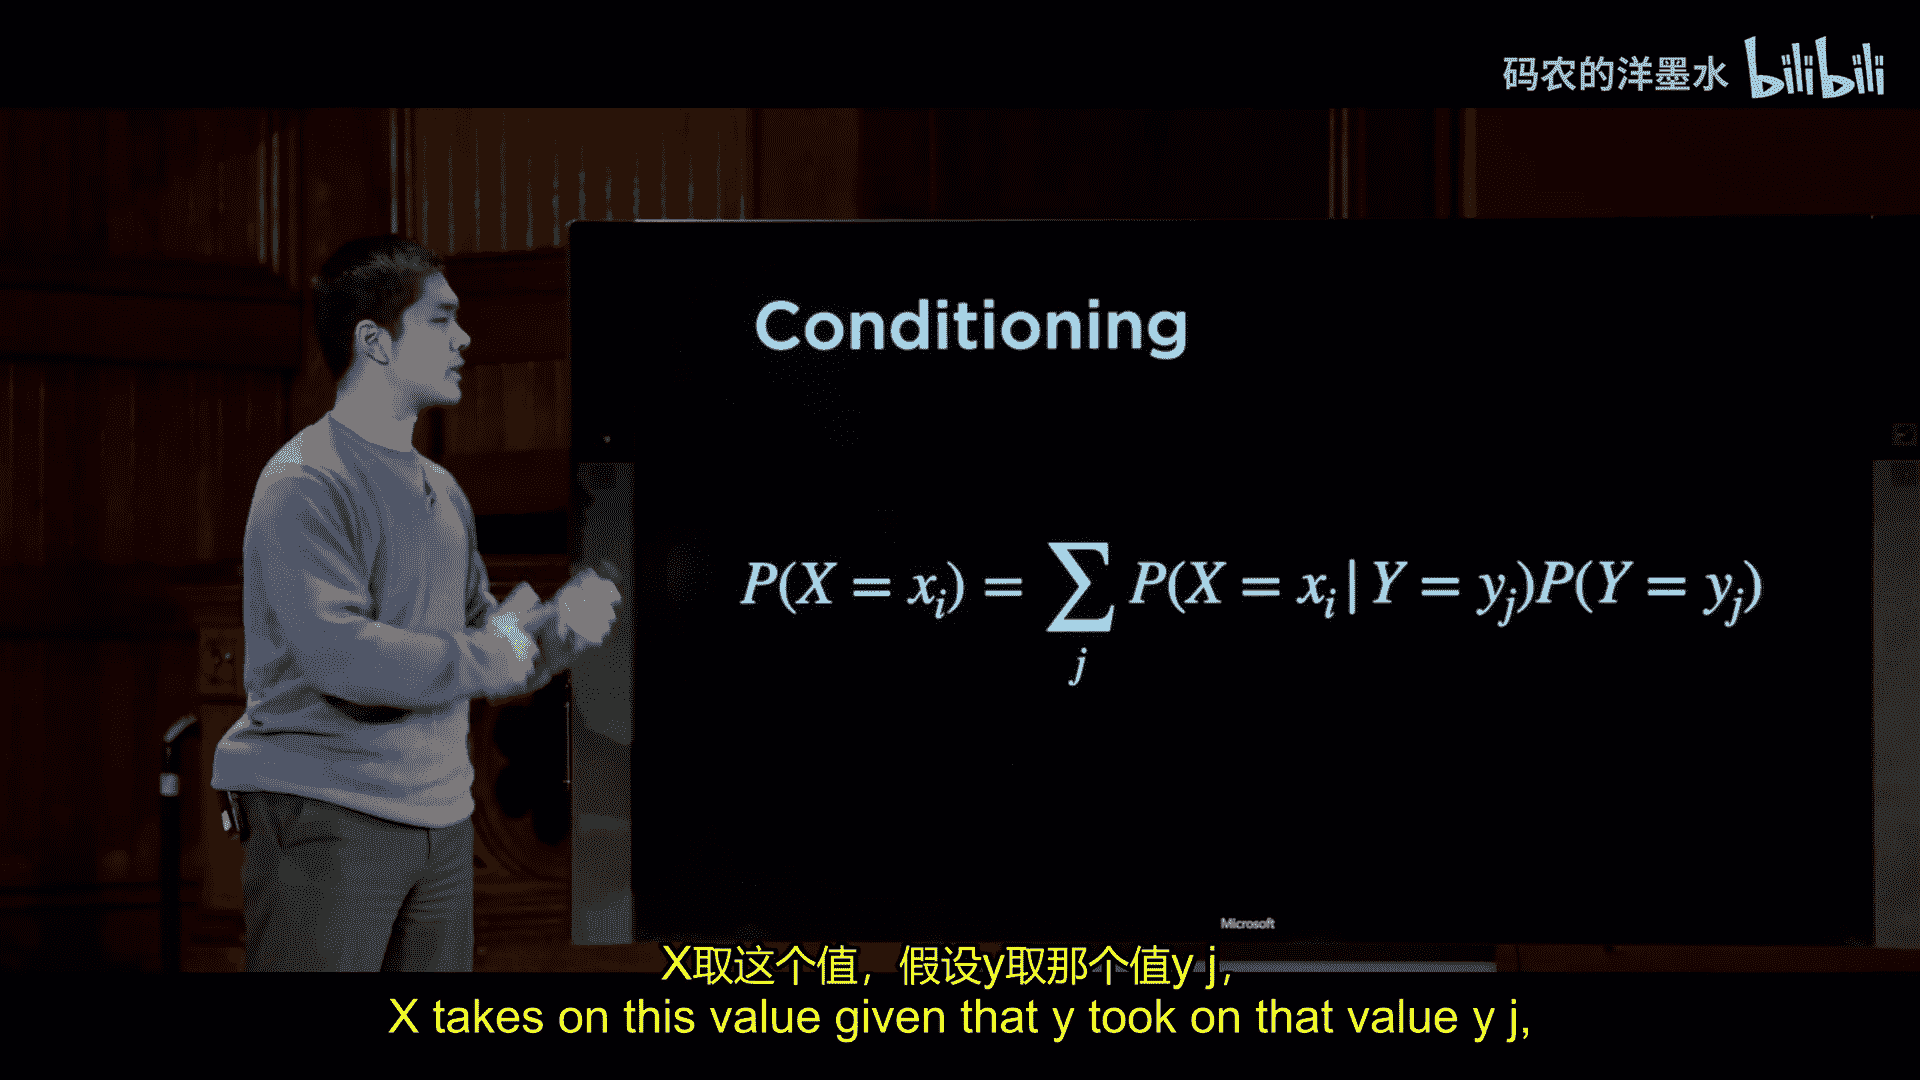 码农的洋墨水 bilibili
Conditioning
P(X = xᵢ) = ∑ P(X = xᵢ | Y = yⱼ)P(Y = yⱼ)
j
Microsoft
X取这个值，假设y取那个值y j，
X takes on this value given that y took on that value y j,